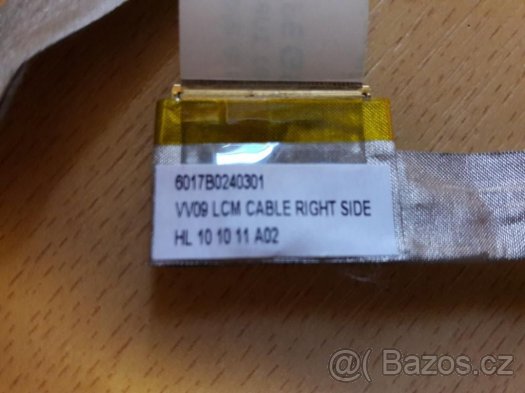 6017B0240301
VV09 LCM CABLE RIGHT SIDE
HL 10 10 11 A02
Bazos.cz